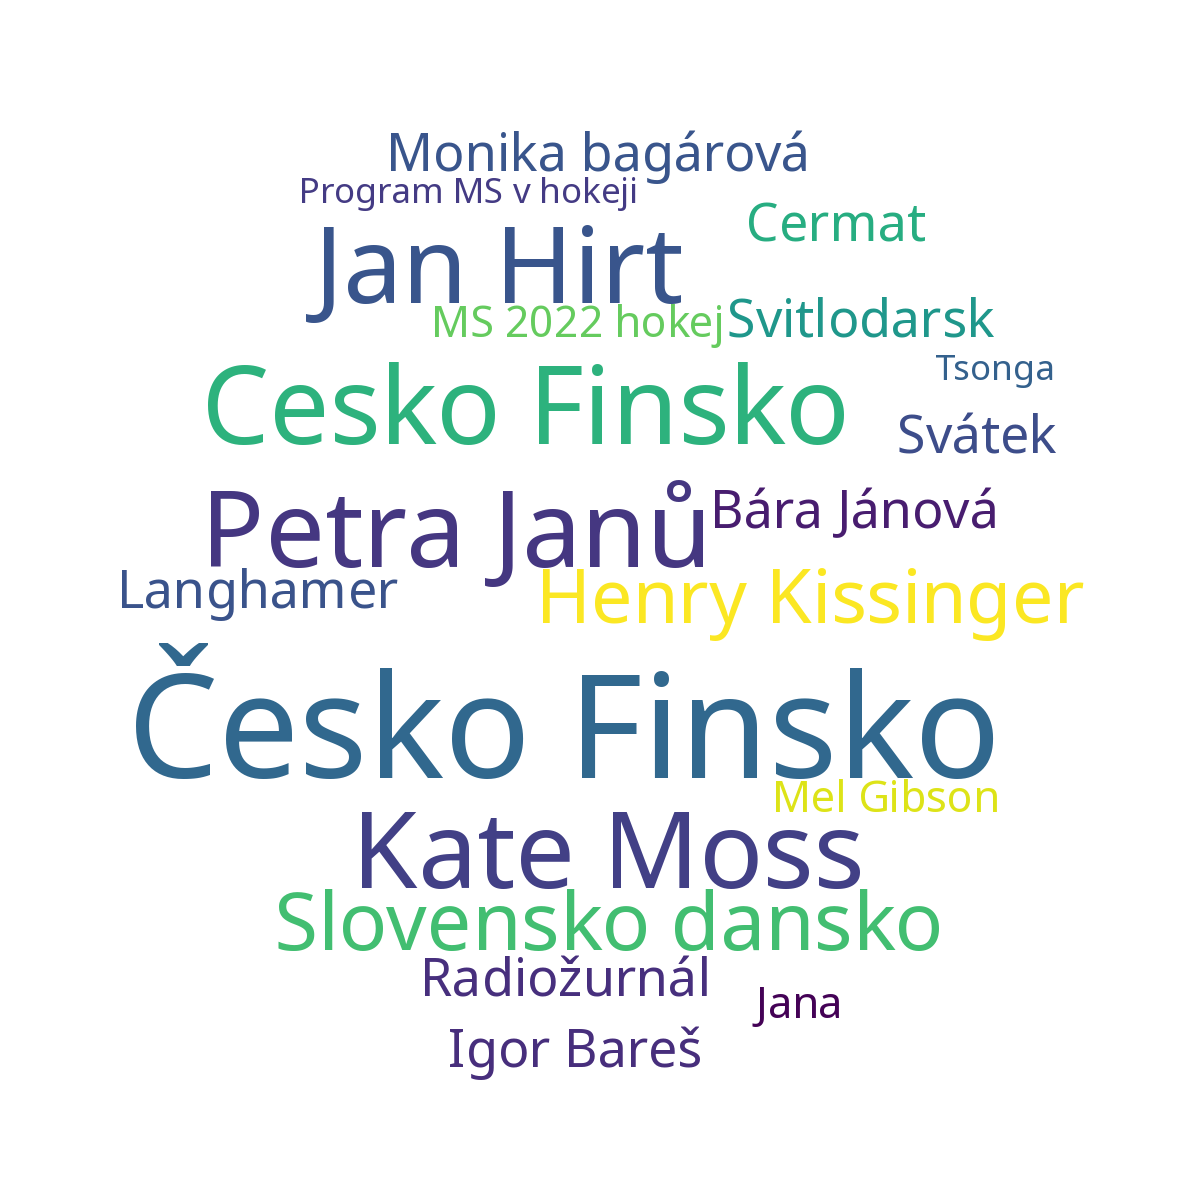 Monika bagárová
Program MS v hokeji
Cermat
Jan Hirt
MS 2022 hokej
Svitlodarsk
Tsonga
Cesko Finsko
Svátek
Petra Janů
Bára Jánová
Langhamer
Henry Kissinger
Česko Finsko
Mel Gibson
Kate Moss
Slovensko dansko
Radiožurnál
Jana
Igor Bareš